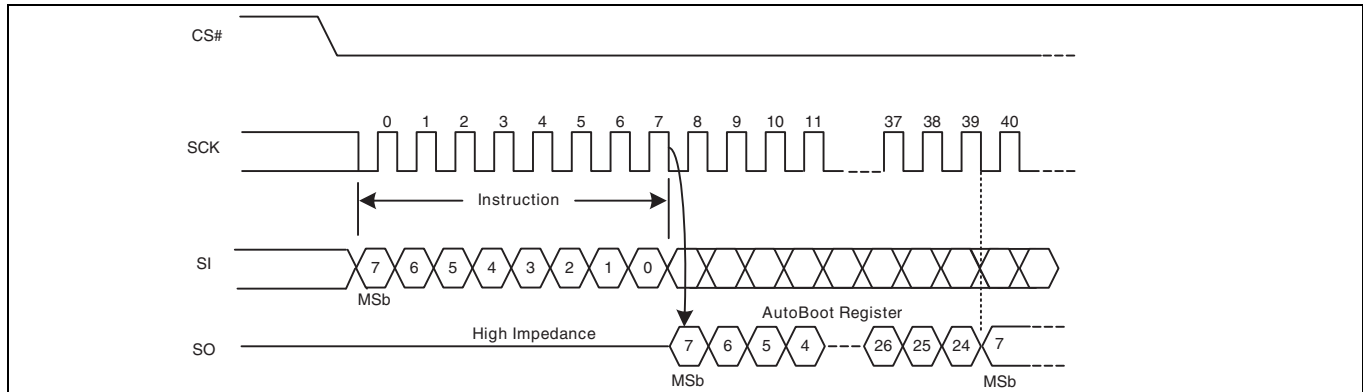 CS#
0 1 2 3 4 5 6 7 8 9 10 11 37 38 39 40
SCK
Instruction
SI
7 6 5 4 3 2 1 0
MSb
AutoBoot Register
High Impedance
SO
7 6 5 4 26 25 24 7
MSb MSb